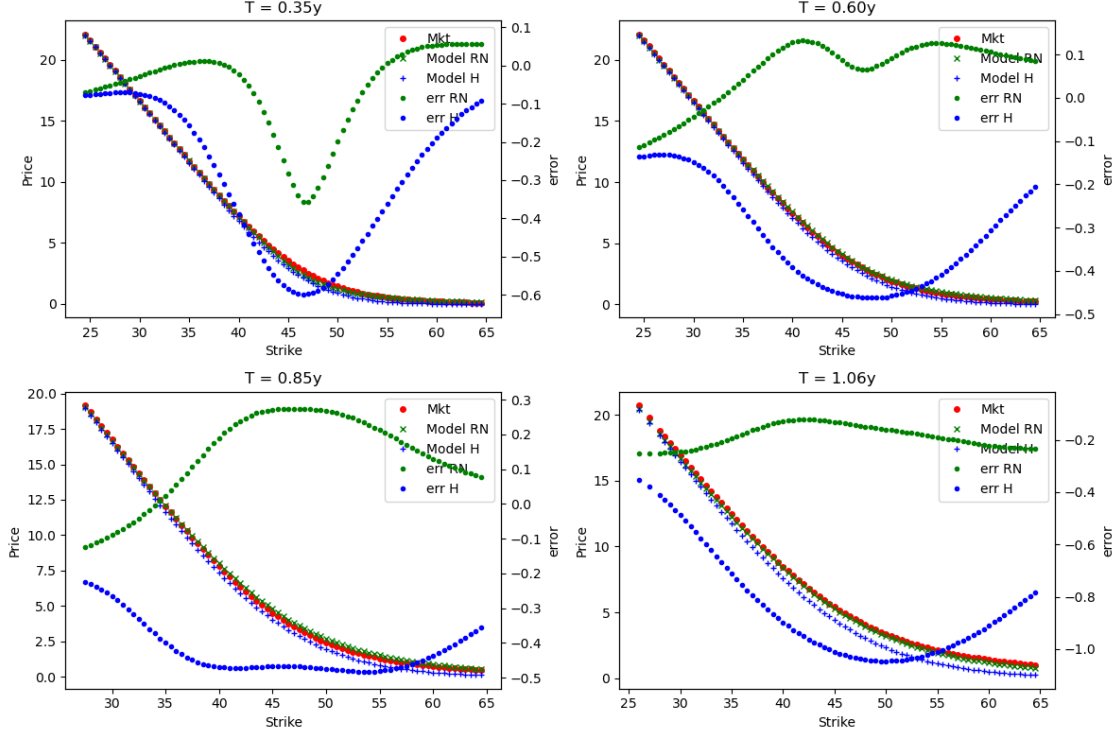 T = 0.35y
Price
20
15
10
5
0
25 30 35 40 45 50 55 60 65
Strike
0.1
0.0
−0.1
−0.2
−0.3
−0.4
−0.5
−0.6
error
Mkt
Model RN
Model H
err RN
err H
T = 0.60y
Price
20
15
10
5
0
25 30 35 40 45 50 55 60 65
Strike
0.1
0.0
−0.1
−0.2
−0.3
−0.4
−0.5
error
Mkt
Model RN
Model H
err RN
err H
T = 0.85y
Price
20.0
17.5
15.0
12.5
10.0
7.5
5.0
2.5
0.0
30 35 40 45 50 55 60 65
Strike
0.3
0.2
0.1
0.0
−0.1
−0.2
−0.3
−0.4
−0.5
error
Mkt
Model RN
Model H
err RN
err H
T = 1.06y
Price
20
15
10
5
0
25 30 35 40 45 50 55 60 65
Strike
−0.2
−0.4
−0.6
−0.8
−1.0
error
Mkt
Model RN
Model H
err RN
err H